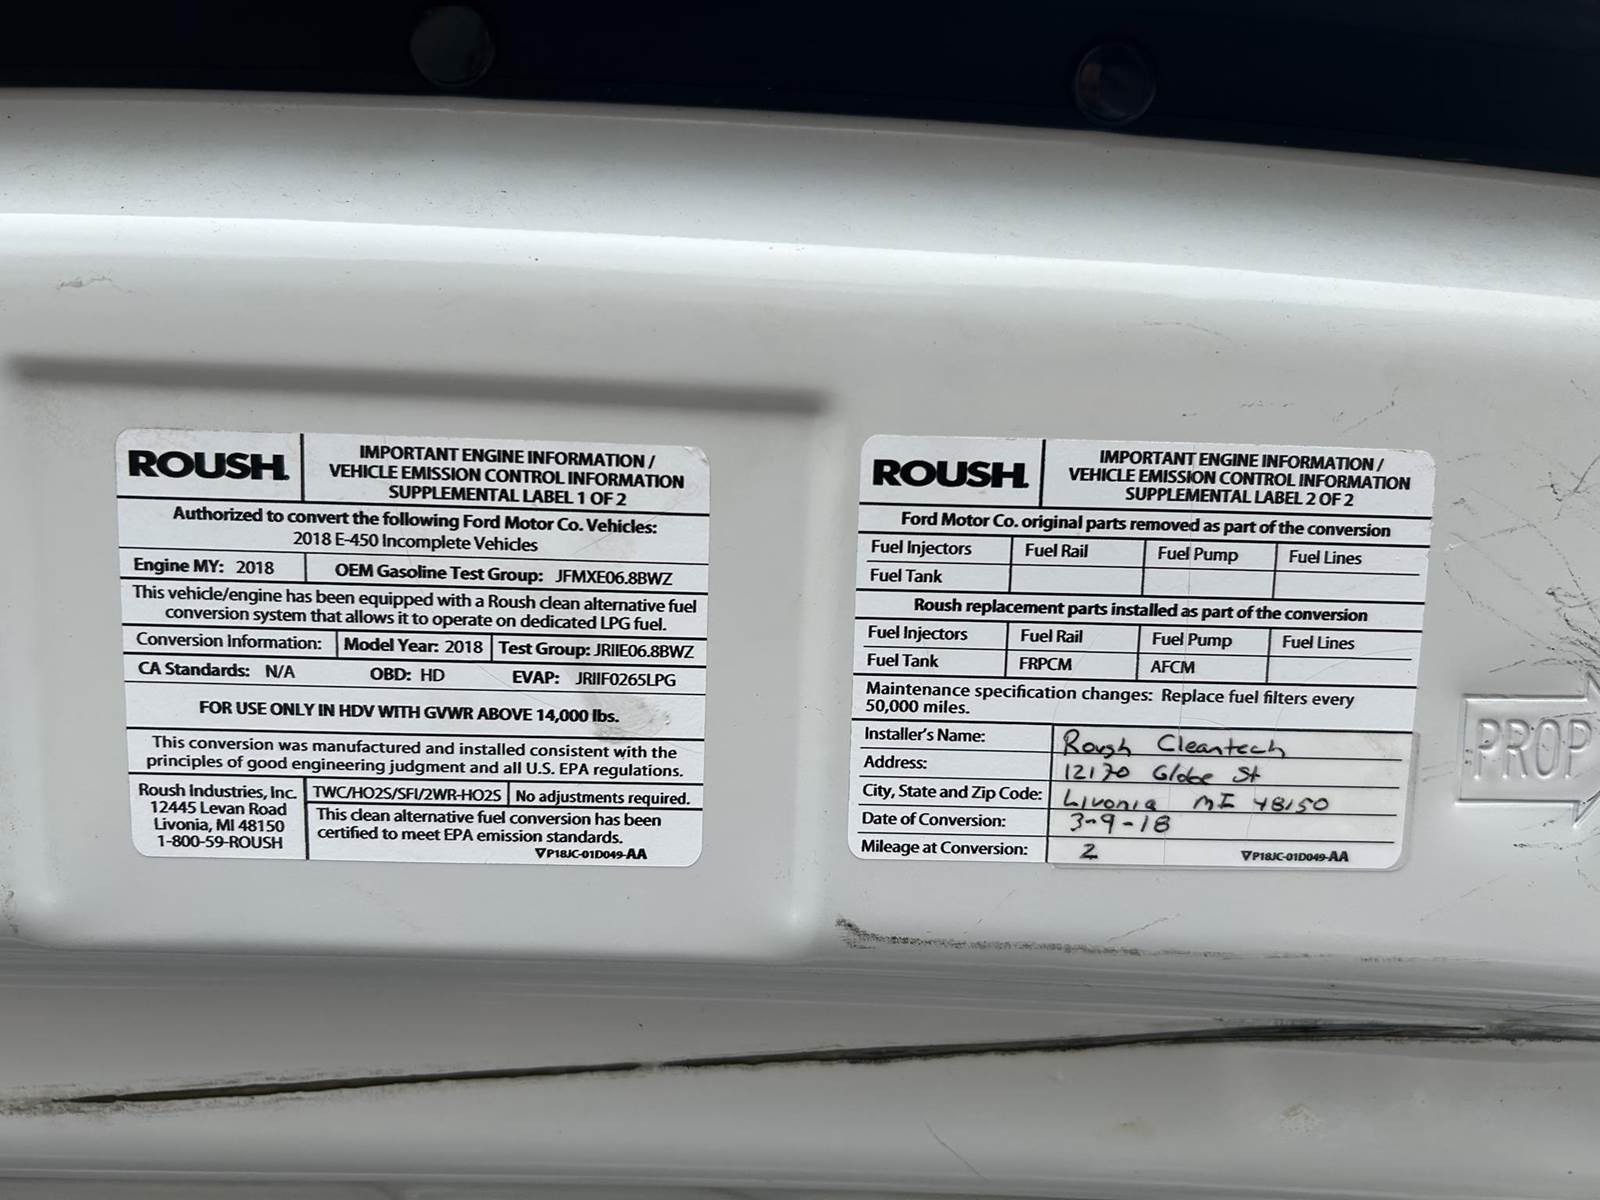 ROUSH.
IMPORTANT ENGINE INFORMATION /
VEHICLE EMISSION CONTROL INFORMATION
SUPPLEMENTAL LABEL 1 OF 2
Authorized to convert the following Ford Motor Co. Vehicles:
2018 E-450 Incomplete Vehicles
Engine MY: 2018
OEM Gasoline Test Group: JFMXE06.8BWZ
This vehicle/engine has been equipped with a Roush clean alternative fuel
conversion system that allows it to operate on dedicated LPG fuel.
Conversion Information: Model Year: 2018 Test Group: JRIIE06.8BWZ
CA Standards: N/A OBD: HD EVAP: JRIIF0265LPG
FOR USE ONLY IN HDV WITH GVWR ABOVE 14,000 lbs.
This conversion was manufactured and installed consistent with the
principles of good engineering judgment and all U.S. EPA regulations.
Roush Industries, Inc.
12445 Levan Road
Livonia, MI 48150
1-800-59-ROUSH
TWC/HO2S/SFI/2WR-HO2S No adjustments required.
This clean alternative fuel conversion has been
certified to meet EPA emission standards.
P18JC-01D049-AA
ROUSH.
IMPORTANT ENGINE INFORMATION /
VEHICLE EMISSION CONTROL INFORMATION
SUPPLEMENTAL LABEL 2 OF 2
Ford Motor Co. original parts removed as part of the conversion
Fuel Injectors Fuel Rail Fuel Pump Fuel Lines
Fuel Tank
Roush replacement parts installed as part of the conversion
Fuel Injectors Fuel Rail Fuel Pump Fuel Lines
Fuel Tank FRPCM AFCM
Maintenance specification changes: Replace fuel filters every
50,000 miles.
Installer's Name: Roush Cleantech
Address: 12170 Globe St
City, State and Zip Code: Livonia MI 48150
Date of Conversion: 3-9-18
Mileage at Conversion: 2
P18JC-01D049-AA
PROP